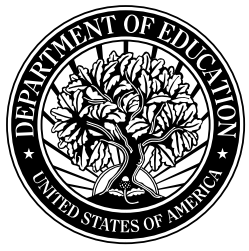 DEPARTMENT OF EDUCATION
UNITED STATES OF AMERICA